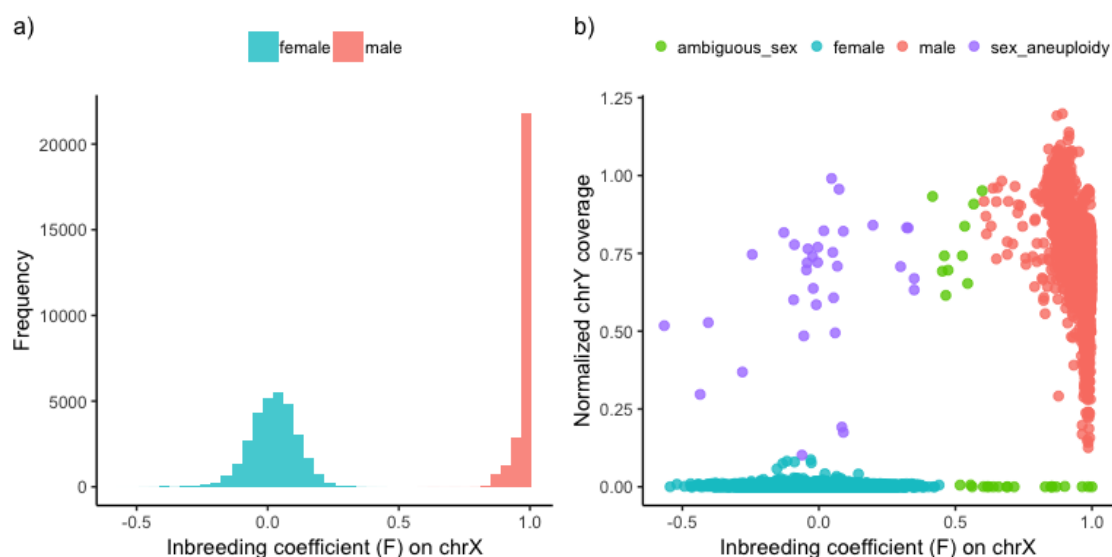 a)
female male
Frequency
20000
15000
10000
5000
0
-0.5 0.0 0.5 1.0
Inbreeding coefficient (F) on chrX
b)
ambiguous_sex female male sex_aneuploidy
Normalized chrY coverage
1.25
1.00
0.75
0.50
0.25
0.00
-0.5 0.0 0.5 1.0
Inbreeding coefficient (F) on chrX